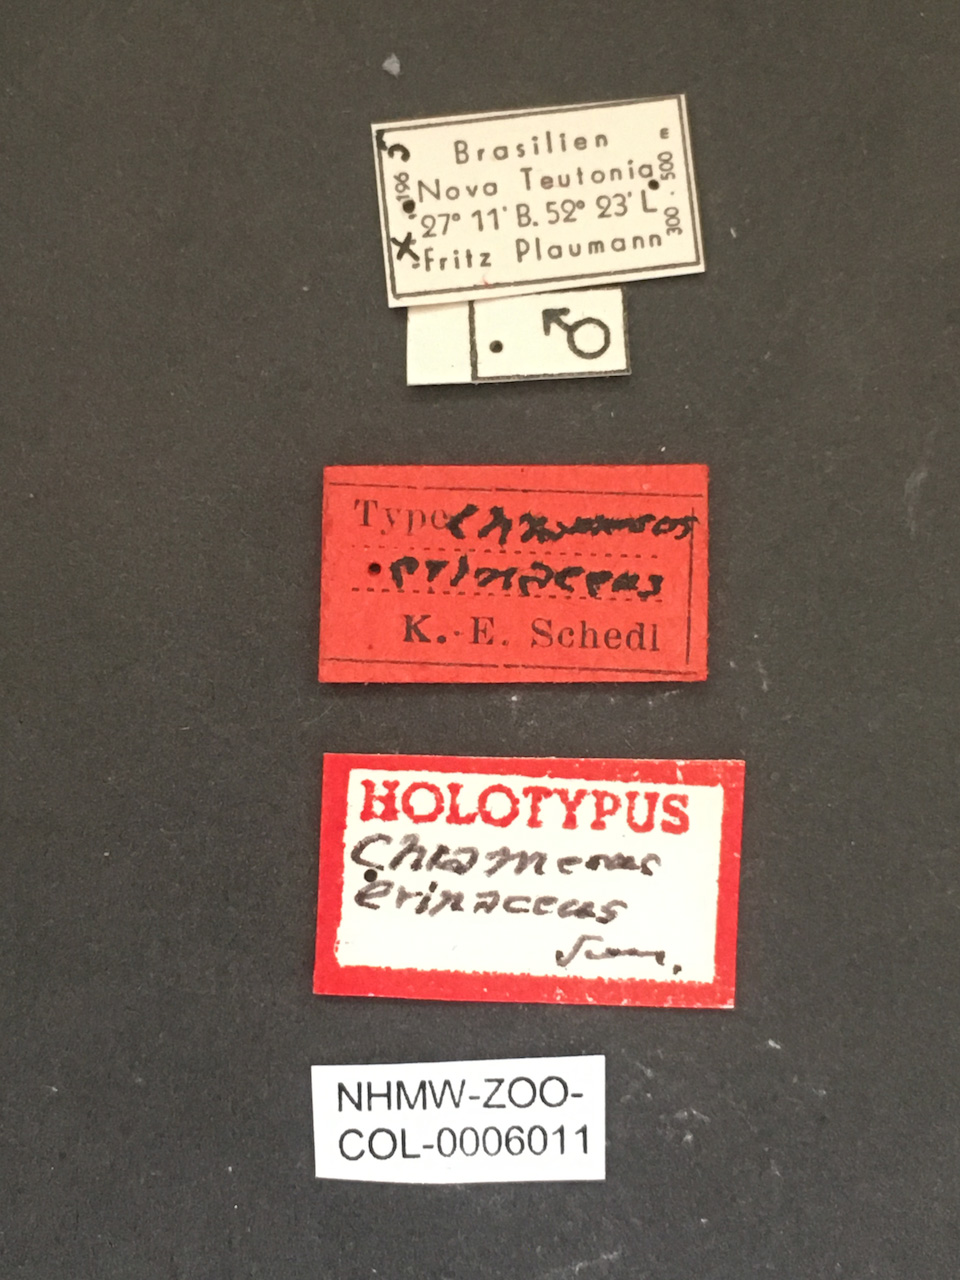 Brasilien
Nova Teutonia
27° 11' B. 52° 23' L
Fritz Plaumann
X. 1965
300 - 500 m
♂
Type Chramesus
erinaceus
K. E. Schedl
HOLOTYPUS
Chramesus
erinaceus
NHMW-ZOO-
COL-0006011